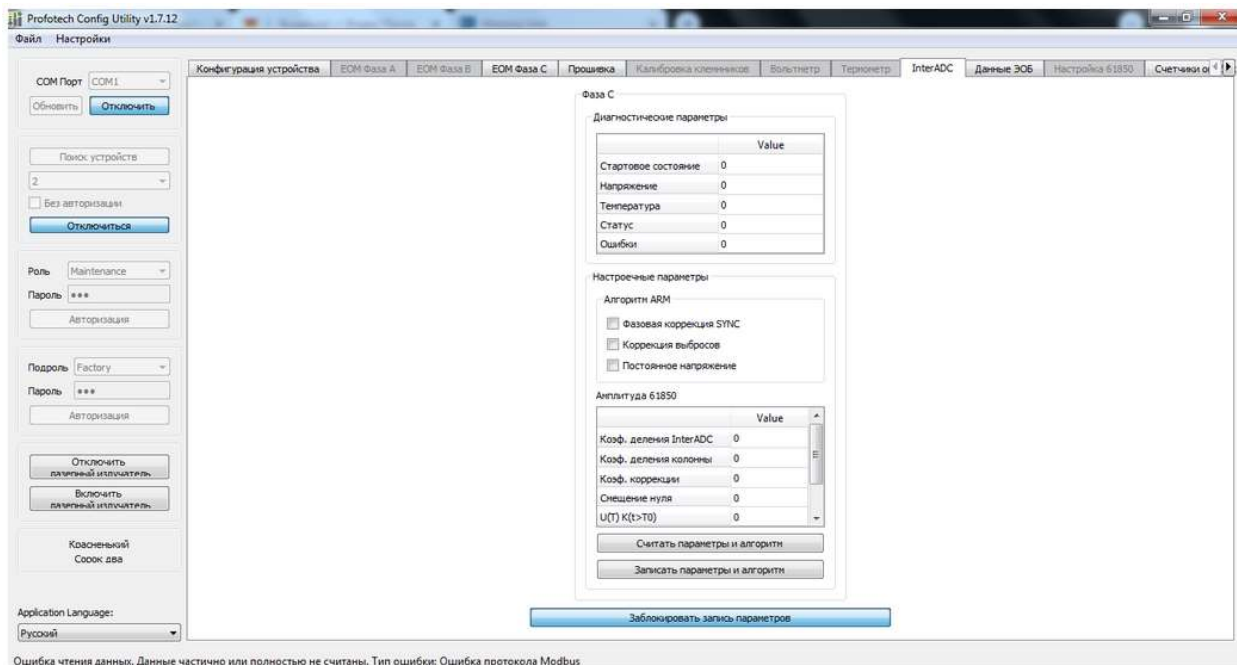 Profotech Config Utility v1.7.12
Файл Настройки
Конфигурация устройства EOM Фаза A EOM Фаза B EOM Фаза C Прошивка Калибровка клеммников Вольтметр Термометр InterADC Данные ЭОБ Настройка 61850 Счетчики
COM Порт COM1
Обновить Отключить
Поиск устройств
2
Без авторизации
Отключиться
Роль Maintenance
Пароль
Авторизация
Подроль Factory
Пароль
Авторизация
Отключить
лазерный излучатель
Включить
лазерный излучатель
Красненький
Сорок два
Application Language:
Русский
Фаза C
Диагностические параметры
Value
Стартовое состояние 0
Напряжение 0
Температура 0
Статус 0
Ошибки 0
Настроечные параметры
Алгоритм ARM
Фазовая коррекция SYNC
Коррекция выбросов
Постоянное напряжение
Амплитуда 61850
Value
Коэф. деления InterADC 0
Коэф. деления колонны 0
Коэф. коррекции 0
Смещение нуля 0
U(T) K(t>T0) 0
Считать параметры и алгоритм
Записать параметры и алгоритм
Заблокировать запись параметров
Ошибка чтения данных. Данные частично или полностью не считаны. Тип ошибки: Ошибка протокола Modbus